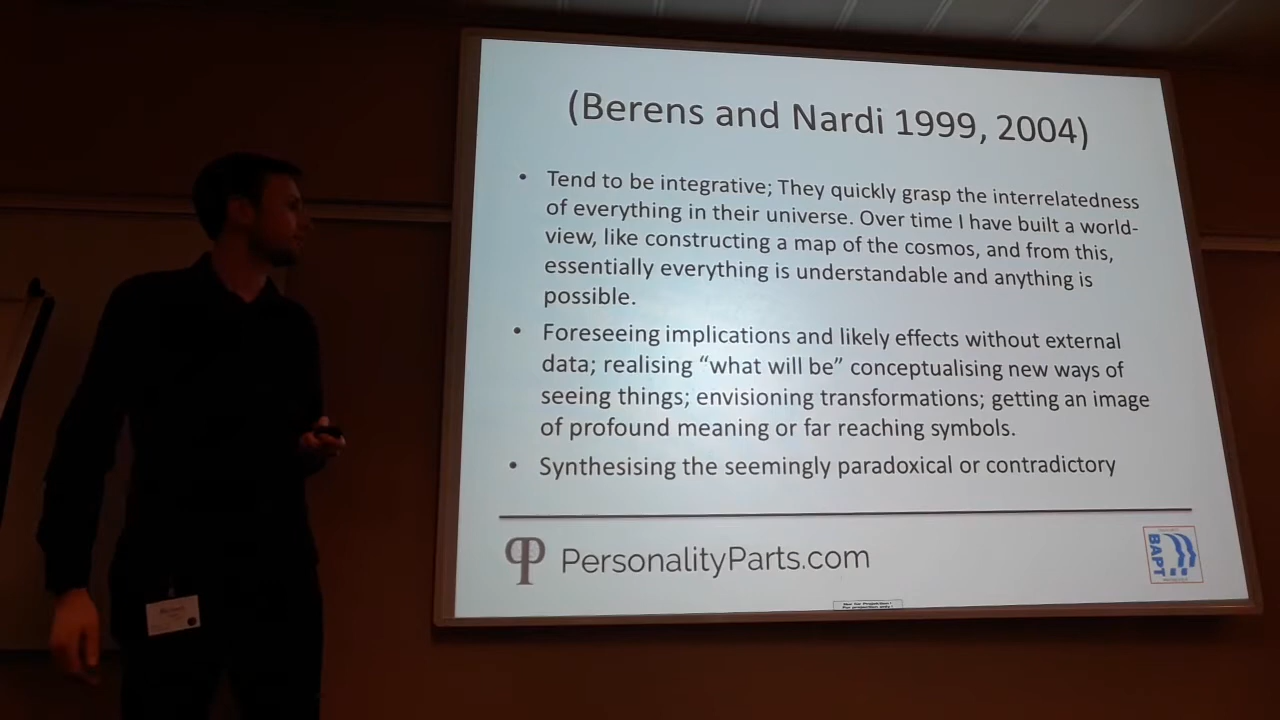 (Berens and Nardi 1999, 2004)
• Tend to be integrative; They quickly grasp the interrelatedness
of everything in their universe. Over time I have built a world-
view, like constructing a map of the cosmos, and from this,
essentially everything is understandable and anything is
possible.
• Foreseeing implications and likely effects without external
data; realising “what will be” conceptualising new ways of
seeing things; envisioning transformations; getting an image
of profound meaning or far reaching symbols.
• Synthesising the seemingly paradoxical or contradictory
PersonalityParts.com
BAPT